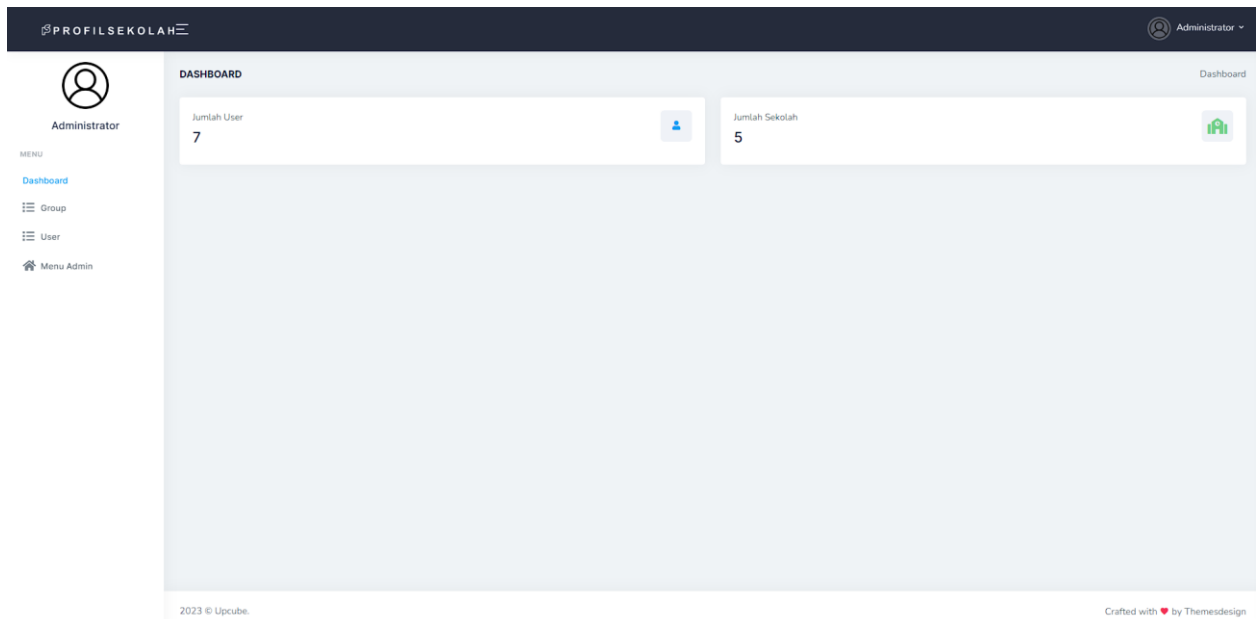 PROFILSEKOLAH
Administrator
Administrator
MENU
Dashboard
Group
User
Menu Admin
DASHBOARD
Dashboard
Jumlah User
7
Jumlah Sekolah
5
2023 © Upcube.
Crafted with ♥ by Themesdesign